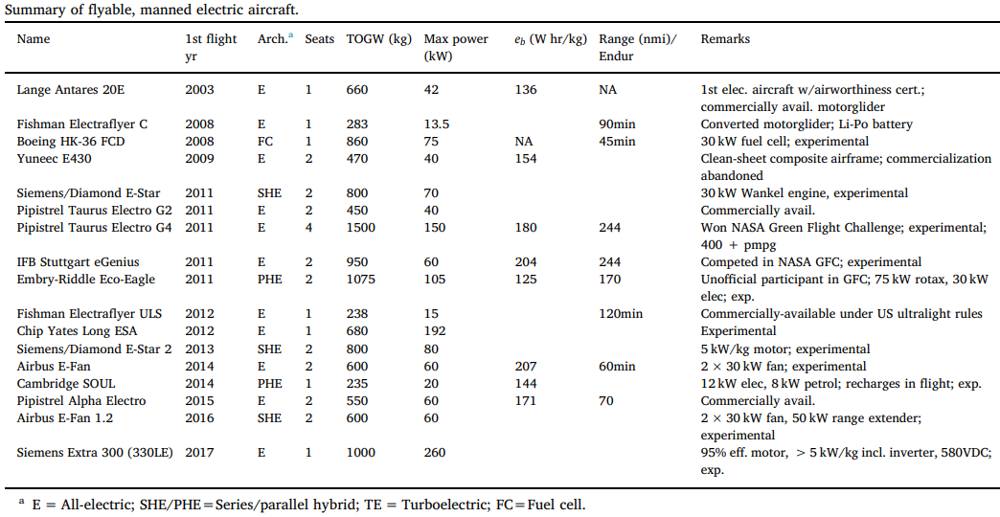 Summary of flyable, manned electric aircraft.
Name 1st flight yr Arch.a Seats TOGW (kg) Max power (kW) eb (W hr/kg) Range (nmi)/ Endur Remarks
Lange Antares 20E 2003 E 1 660 42 136 NA 1st elec. aircraft w/airworthiness cert.;
commercially avail. motorglider
Fishman Electraflyer C 2008 E 1 283 13.5 90min Converted motorglider; Li-Po battery
Boeing HK-36 FCD 2008 FC 1 860 75 NA 45min 30 kW fuel cell; experimental
Yuneec E430 2009 E 2 470 40 154 Clean-sheet composite airframe; commercialization
abandoned
Siemens/Diamond E-Star 2011 SHE 2 800 70 30 kW Wankel engine, experimental
Pipistrel Taurus Electro G2 2011 E 2 450 40 Commercially avail.
Pipistrel Taurus Electro G4 2011 E 4 1500 150 180 244 Won NASA Green Flight Challenge; experimental;
400 + pmpg
IFB Stuttgart eGenius 2011 E 2 950 60 204 244 Competed in NASA GFC; experimental
Embry-Riddle Eco-Eagle 2011 PHE 2 1075 105 125 170 Unofficial participant in GFC; 75 kW rotax, 30 kW
elec; exp.
Fishman Electraflyer ULS 2012 E 1 238 15 120min Commercially-available under US ultralight rules
Chip Yates Long ESA 2012 E 1 680 192 Experimental
Siemens/Diamond E-Star 2 2013 SHE 2 800 80 5 kW/kg motor; experimental
Airbus E-Fan 2014 E 2 600 60 207 60min 2 × 30 kW fan; experimental
Cambridge SOUL 2014 PHE 1 235 20 144 12 kW elec, 8 kW petrol; recharges in flight; exp.
Pipistrel Alpha Electro 2015 E 2 550 60 171 70 Commercially avail.
Airbus E-Fan 1.2 2016 SHE 2 600 60 2 × 30 kW fan, 50 kW range extender;
experimental
Siemens Extra 300 (330LE) 2017 E 1 1000 260 95% eff. motor, > 5 kW/kg incl. inverter, 580VDC;
exp.
a E = All-electric; SHE/PHE=Series/parallel hybrid; TE = Turboelectric; FC=Fuel cell.